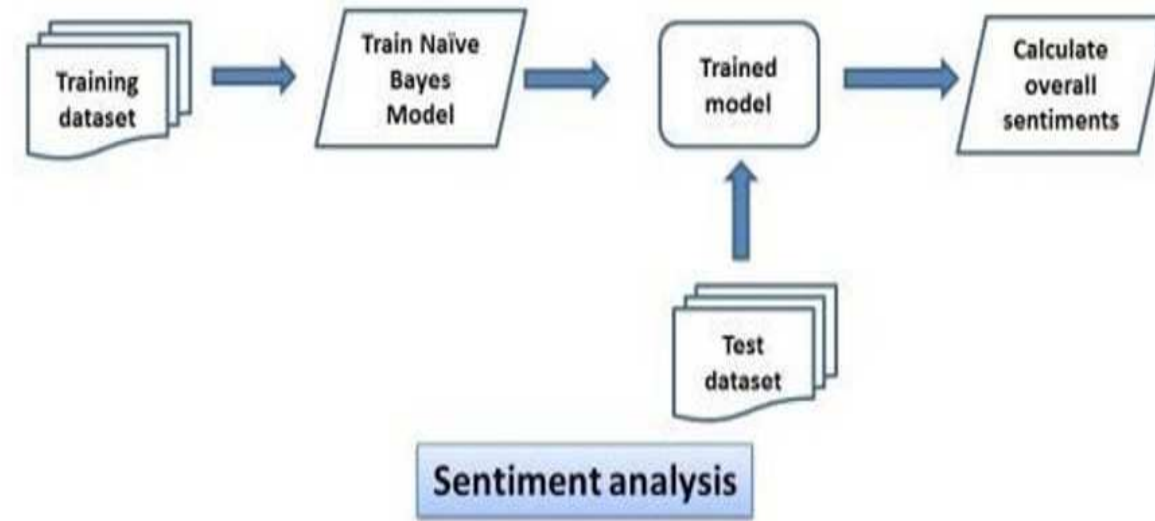 Training
dataset
Train Naïve
Bayes
Model
Trained
model
Calculate
overall
sentiments
Test
dataset
Sentiment analysis